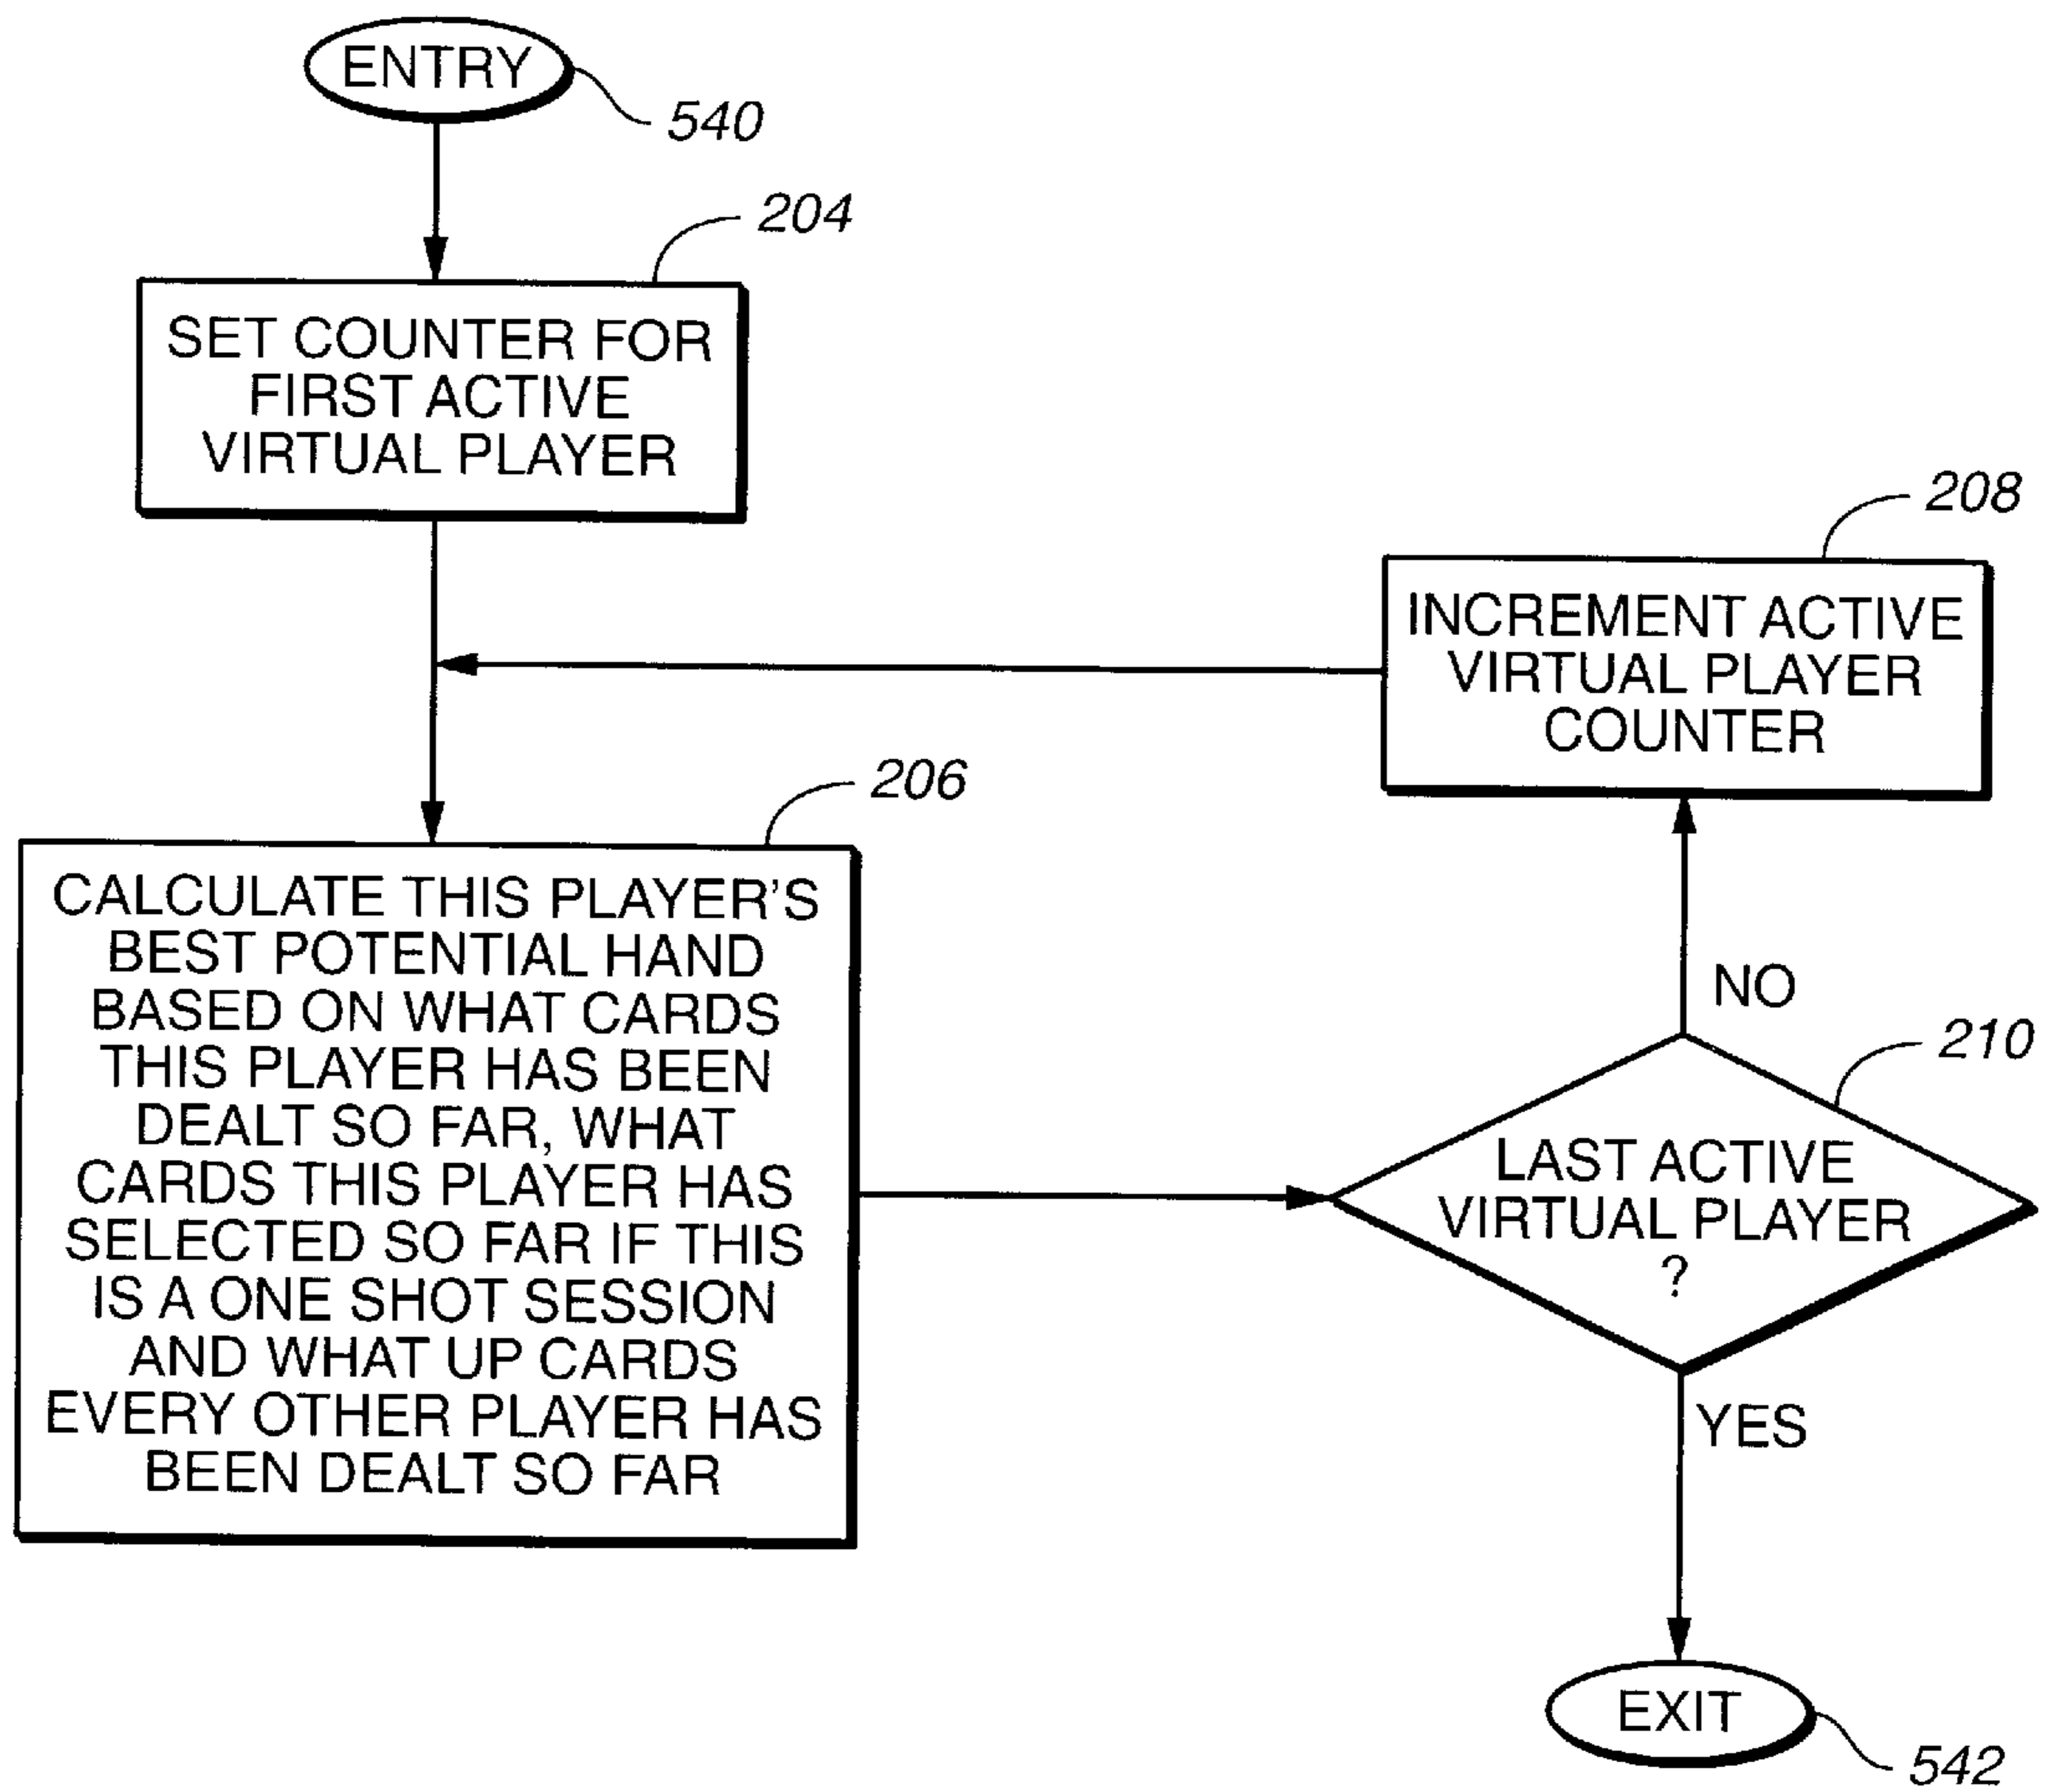 ENTRY
540
204
SET COUNTER FOR
FIRST ACTIVE
VIRTUAL PLAYER
208
INCREMENT ACTIVE
VIRTUAL PLAYER
COUNTER
206
CALCULATE THIS PLAYER'S
BEST POTENTIAL HAND
BASED ON WHAT CARDS
THIS PLAYER HAS BEEN
DEALT SO FAR, WHAT
CARDS THIS PLAYER HAS
SELECTED SO FAR IF THIS
IS A ONE SHOT SESSION
AND WHAT UP CARDS
EVERY OTHER PLAYER HAS
BEEN DEALT SO FAR
NO
210
LAST ACTIVE
VIRTUAL PLAYER
?
YES
EXIT
542